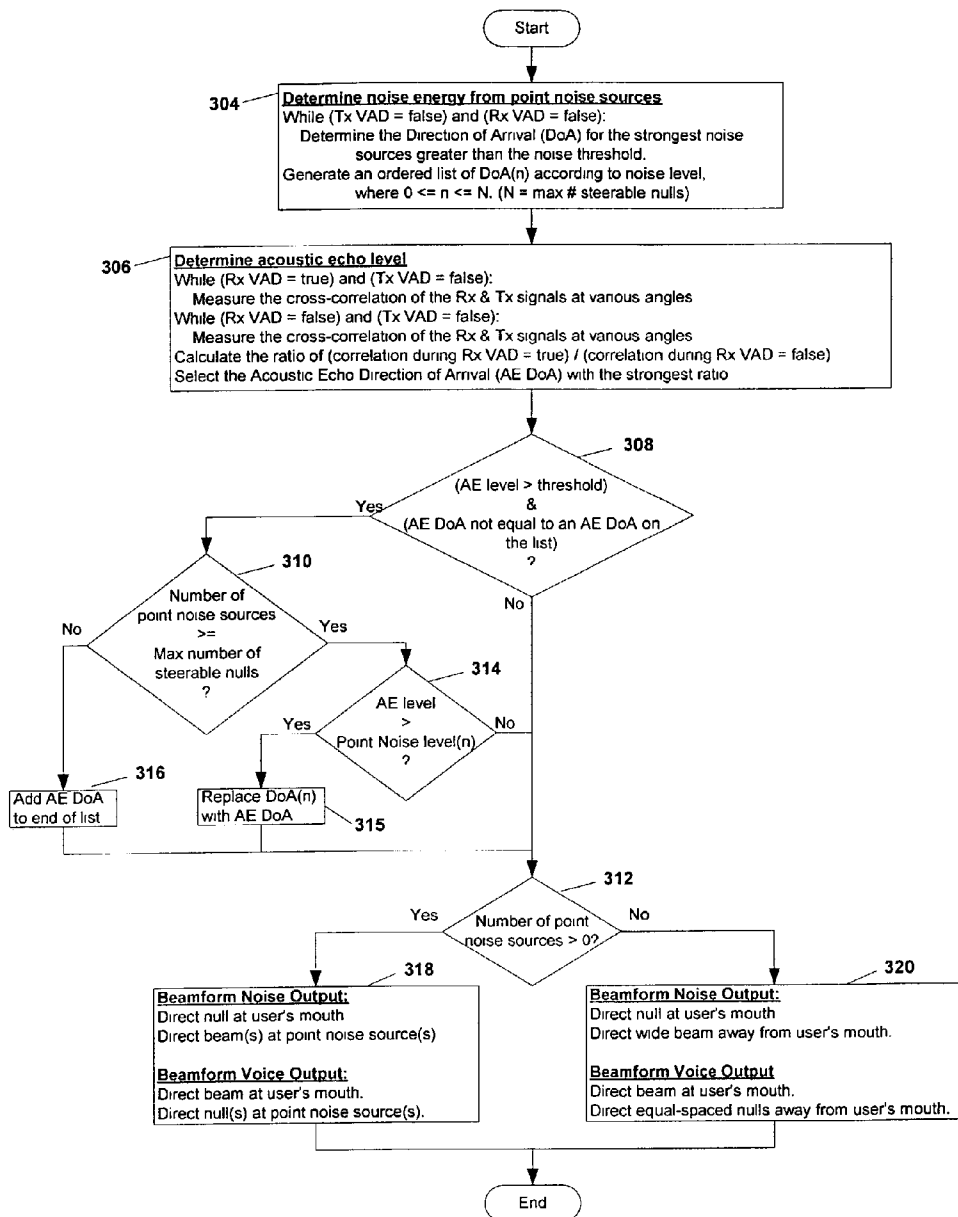 Start
304
Determine noise energy from point noise sources
While (Tx VAD = false) and (Rx VAD = false):
Determine the Direction of Arrival (DoA) for the strongest noise
sources greater than the noise threshold.
Generate an ordered list of DoA(n) according to noise level,
where 0 <= n <= N. (N = max # steerable nulls)
306
Determine acoustic echo level
While (Rx VAD = true) and (Tx VAD = false):
Measure the cross-correlation of the Rx & Tx signals at various angles
While (Rx VAD = false) and (Tx VAD = false):
Measure the cross-correlation of the Rx & Tx signals at various angles
Calculate the ratio of (correlation during Rx VAD = true) / (correlation during Rx VAD = false)
Select the Acoustic Echo Direction of Arrival (AE DoA) with the strongest ratio
308
(AE level > threshold)
&
(AE DoA not equal to an AE DoA on
the list)
?
Yes
No
310
Number of
point noise sources
>=
Max number of
steerable nulls
?
No
Yes
314
AE level
>
Point Noise level(n)
?
Yes
No
316
Add AE DoA
to end of list
Replace DoA(n)
with AE DoA
315
312
Number of point
noise sources > 0?
Yes
No
318
Beamform Noise Output:
Direct null at user's mouth
Direct beam(s) at point noise source(s)
Beamform Voice Output:
Direct beam at user's mouth.
Direct null(s) at point noise source(s).
320
Beamform Noise Output:
Direct null at user's mouth
Direct wide beam away from user's mouth.
Beamform Voice Output
Direct beam at user's mouth.
Direct equal-spaced nulls away from user's mouth.
End